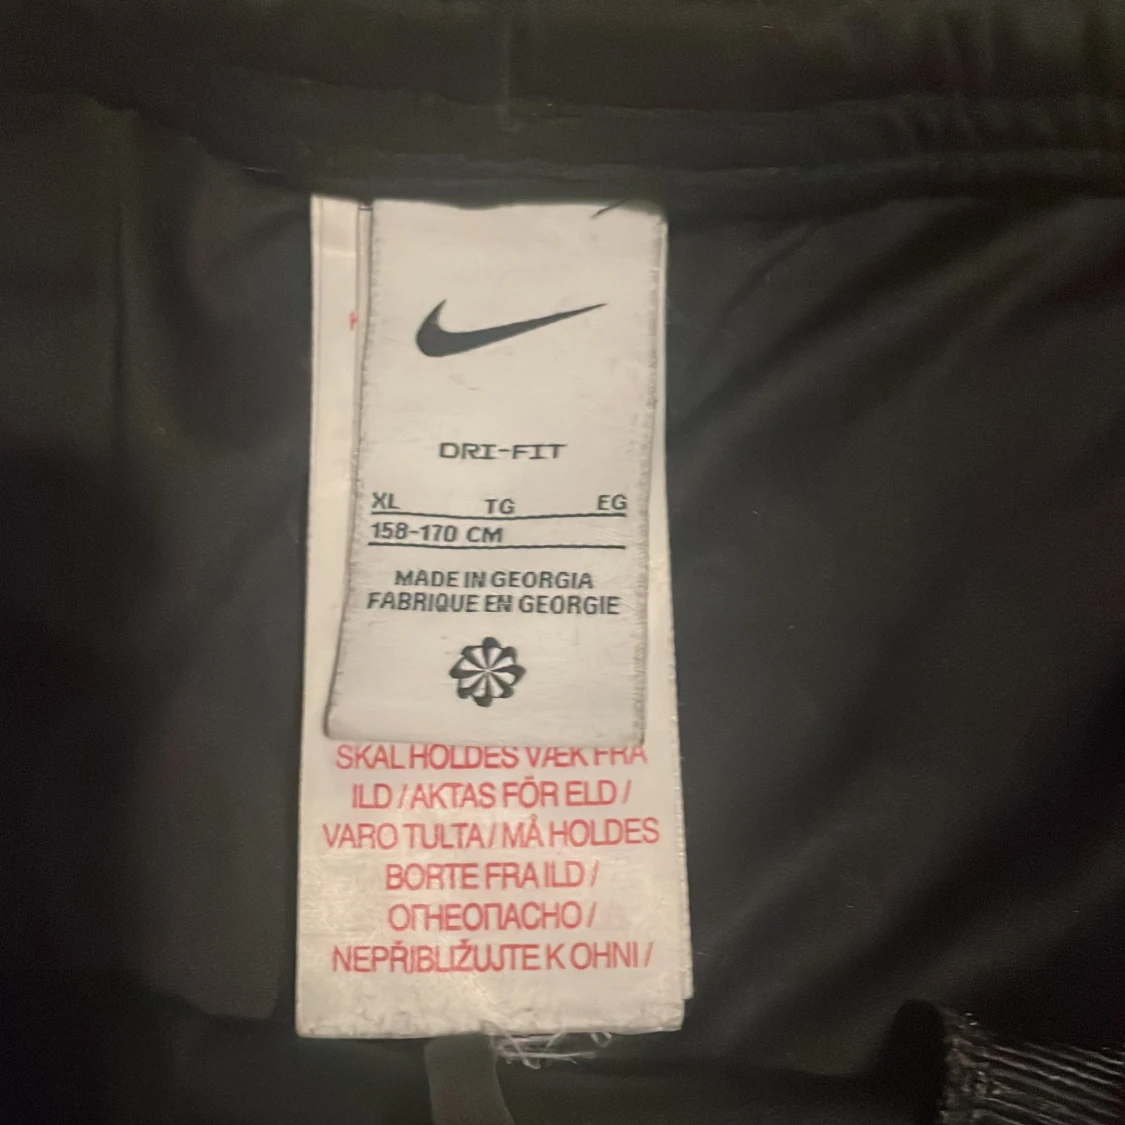 DRI-FIT
XL TG EG
158-170 CM
MADE IN GEORGIA
FABRIQUE EN GEORGIE
SKAL HOLDES VÆK FRA
ILD / AKTAS FÖR ELD /
VARO TULTA / MÅ HOLDES
BORTE FRA ILD /
ОГНЕОПАСНО /
NEPŘIBLIŽUJTE K OHNI /